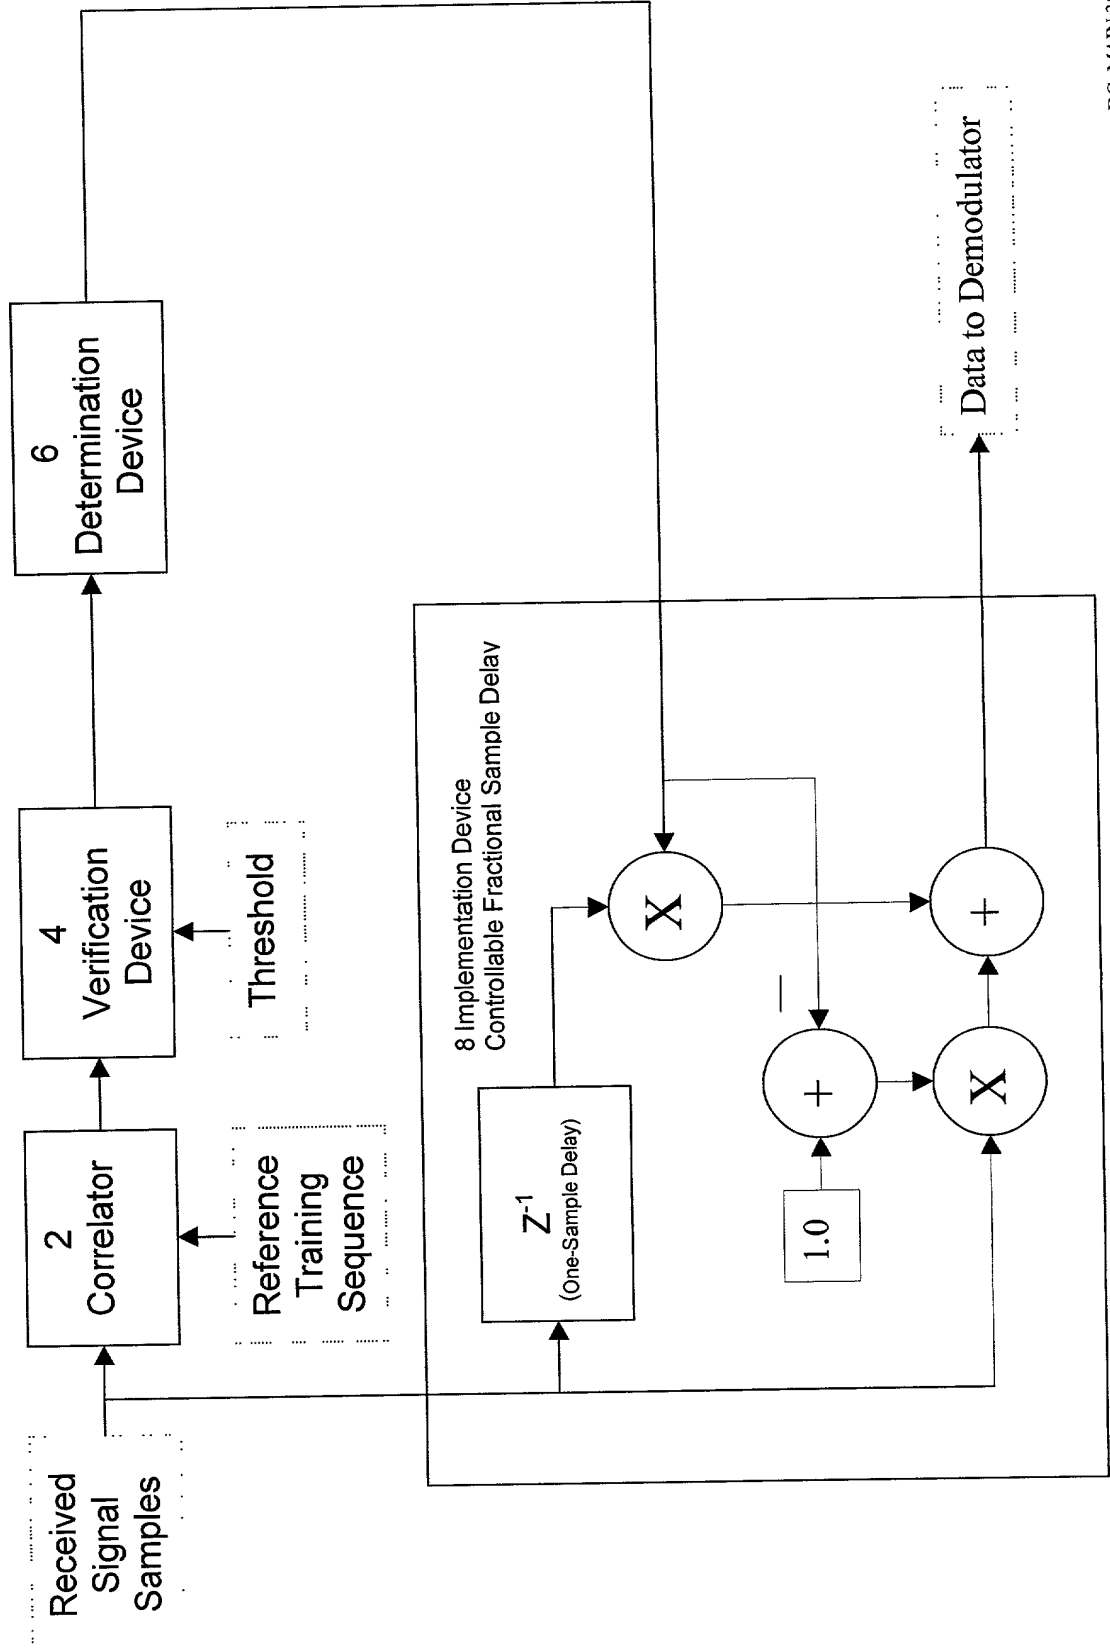 Received
Signal
Samples
2
Correlator
Reference
Training
Sequence
4
Verification
Device
Threshold
6
Determination
Device
8 Implementation Device
Controllable Fractional Sample Delay
Z⁻¹
(One-Sample Delay)
X
1.0
+
−
X
+
Data to Demodulator